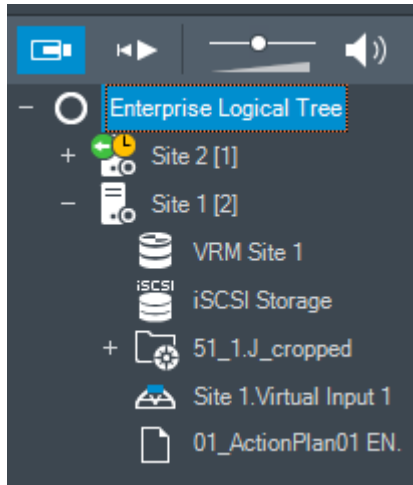 Enterprise Logical Tree
Site 2 [1]
Site 1 [2]
VRM Site 1
iSCSI
iSCSI Storage
51_1.J_cropped
Site 1.Virtual Input 1
01_ActionPlan01 EN.